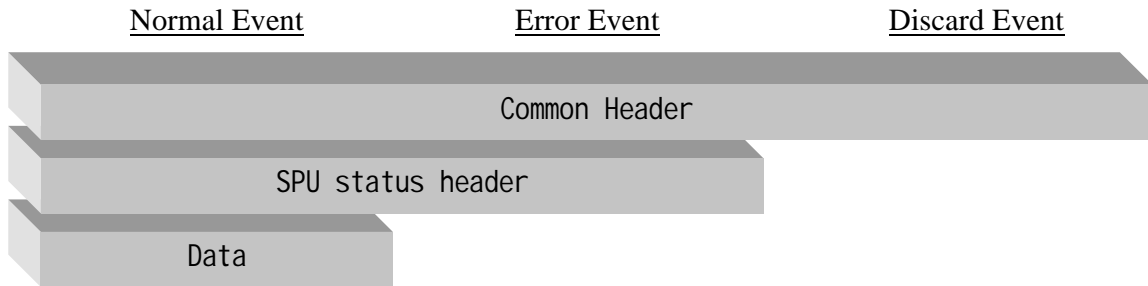 Normal Event Error Event Discard Event
Common Header
SPU status header
Data